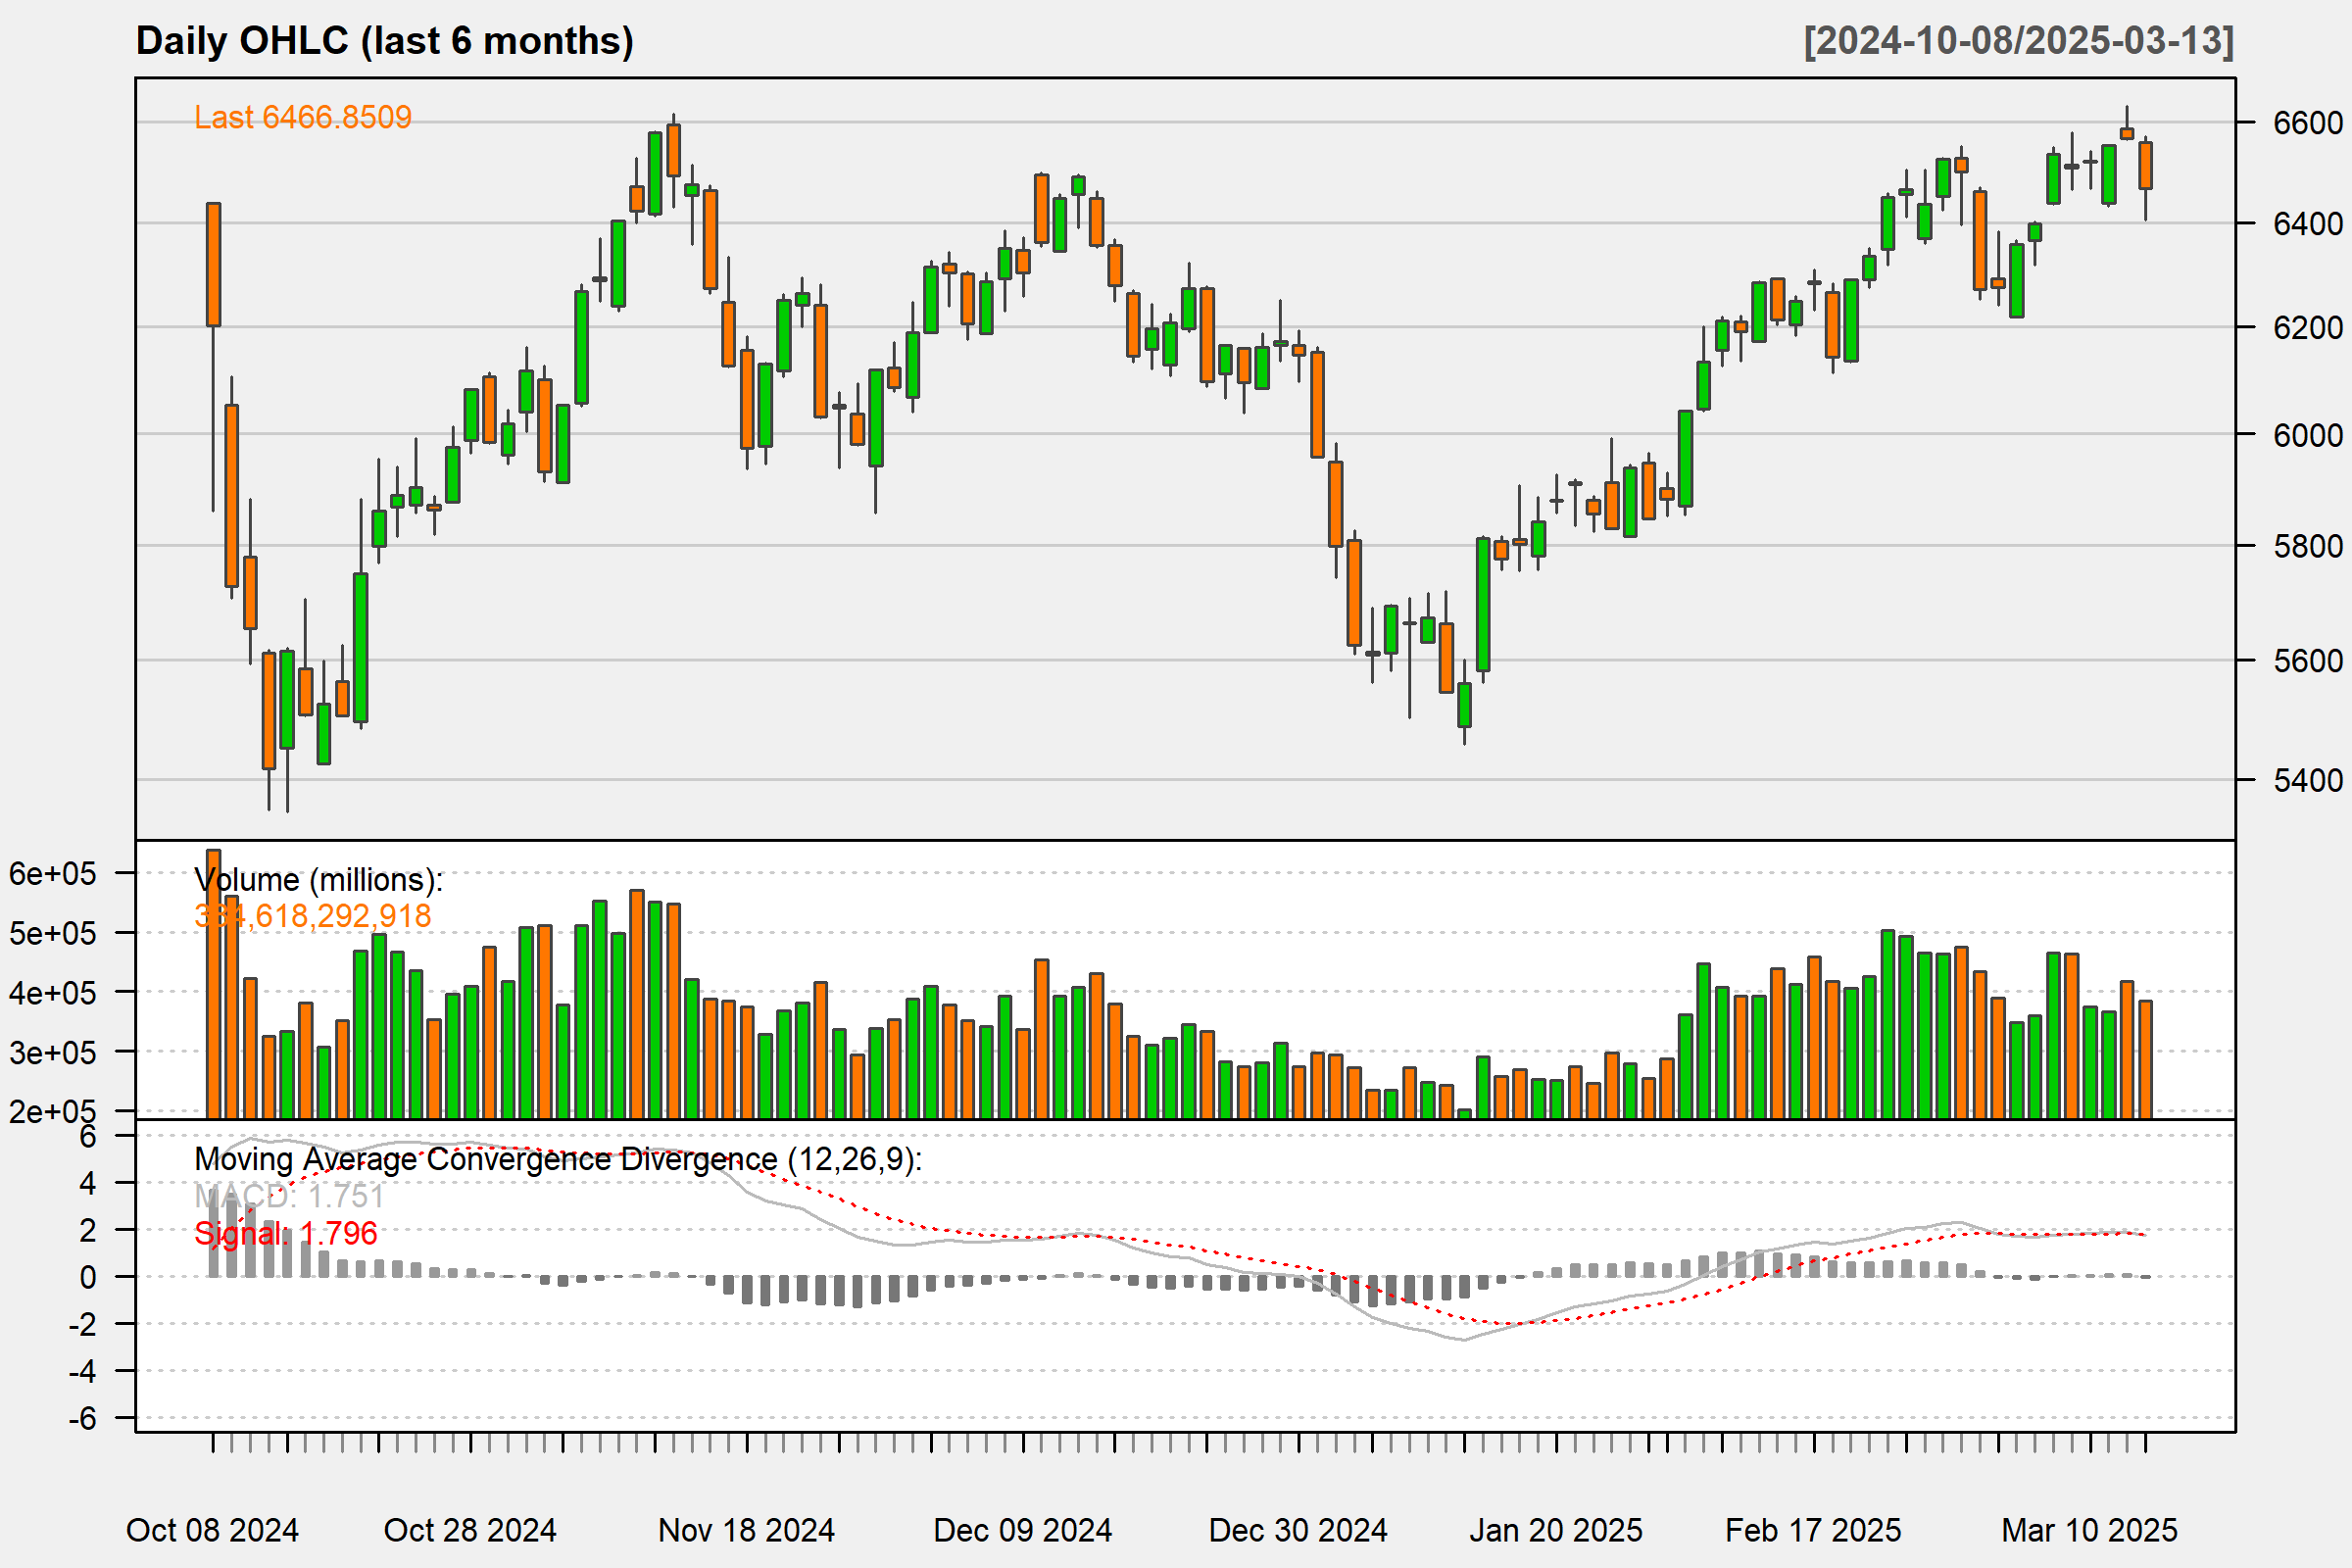 Daily OHLC (last 6 months)
[2024-10-08/2025-03-13]
Last 6466.8509
6600
6400
6200
6000
5800
5600
5400
Volume (millions):
334,618,292,918
6e+05
5e+05
4e+05
3e+05
2e+05
Moving Average Convergence Divergence (12,26,9):
MACD: 1.751
Signal: 1.796
6
4
2
0
-2
-4
-6
Oct 08 2024
Oct 28 2024
Nov 18 2024
Dec 09 2024
Dec 30 2024
Jan 20 2025
Feb 17 2025
Mar 10 2025